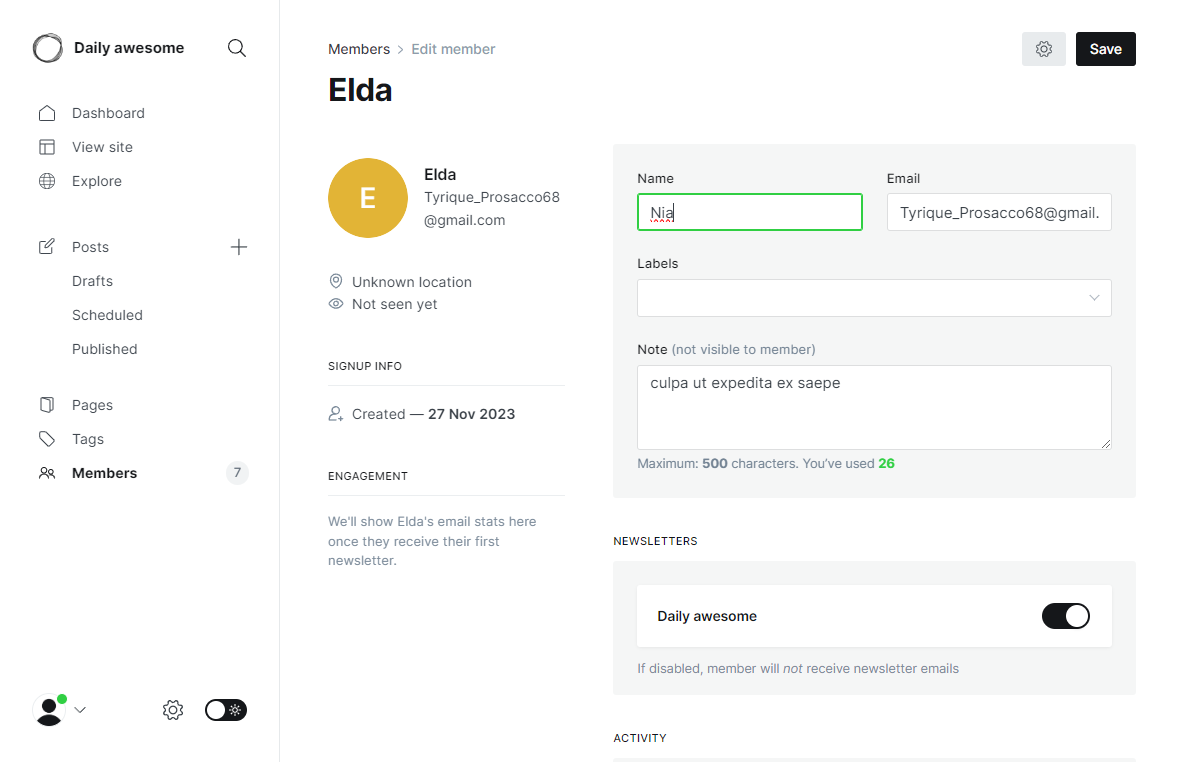 Daily awesome
Dashboard
View site
Explore
Posts
Drafts
Scheduled
Published
Pages
Tags
Members 7
Members > Edit member
Save
Elda
E
Elda
Tyrique_Prosacco68
@gmail.com
Unknown location
Not seen yet
SIGNUP INFO
Created — 27 Nov 2023
ENGAGEMENT
We'll show Elda's email stats here
once they receive their first
newsletter.
Name
Nia
Email
Tyrique_Prosacco68@gmail.
Labels
Note (not visible to member)
culpa ut expedita ex saepe
Maximum: 500 characters. You've used 26
NEWSLETTERS
Daily awesome
If disabled, member will not receive newsletter emails
ACTIVITY